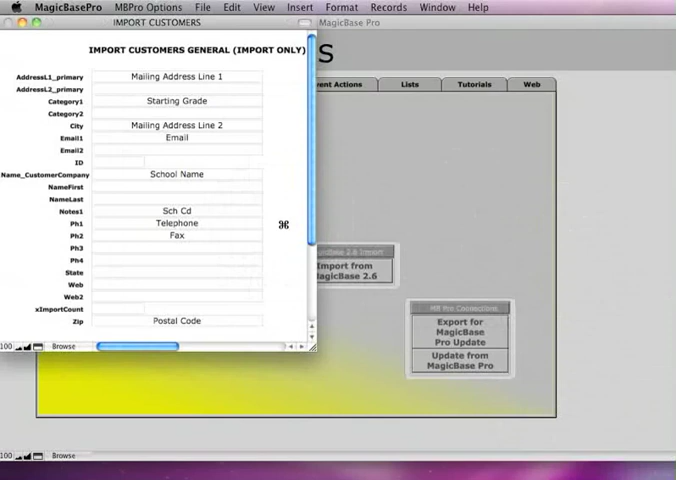 MagicBasePro MBPro Options File Edit View Insert Format Records Window Help
IMPORT CUSTOMERS
MagicBase Pro
IMPORT CUSTOMERS GENERAL (IMPORT ONLY)
S
AddressL1_primary Mailing Address Line 1
AddressL2_primary
Category1 Starting Grade
Category2
City Mailing Address Line 2
Email1 Email
Email2
ID
Name_CustomerCompany School Name
NameFirst
NameLast
Notes1 Sch Cd
Ph1 Telephone
Ph2 Fax
Ph3
Ph4
State
Web
Web2
xImportCount
Zip Postal Code
100 Browse
ent Actions Lists Tutorials Web
2.6 Import
Import from
MagicBase 2.6
MB Pro Connections
Export for
MagicBase
Pro Update
Update from
MagicBase Pro
100 Browse